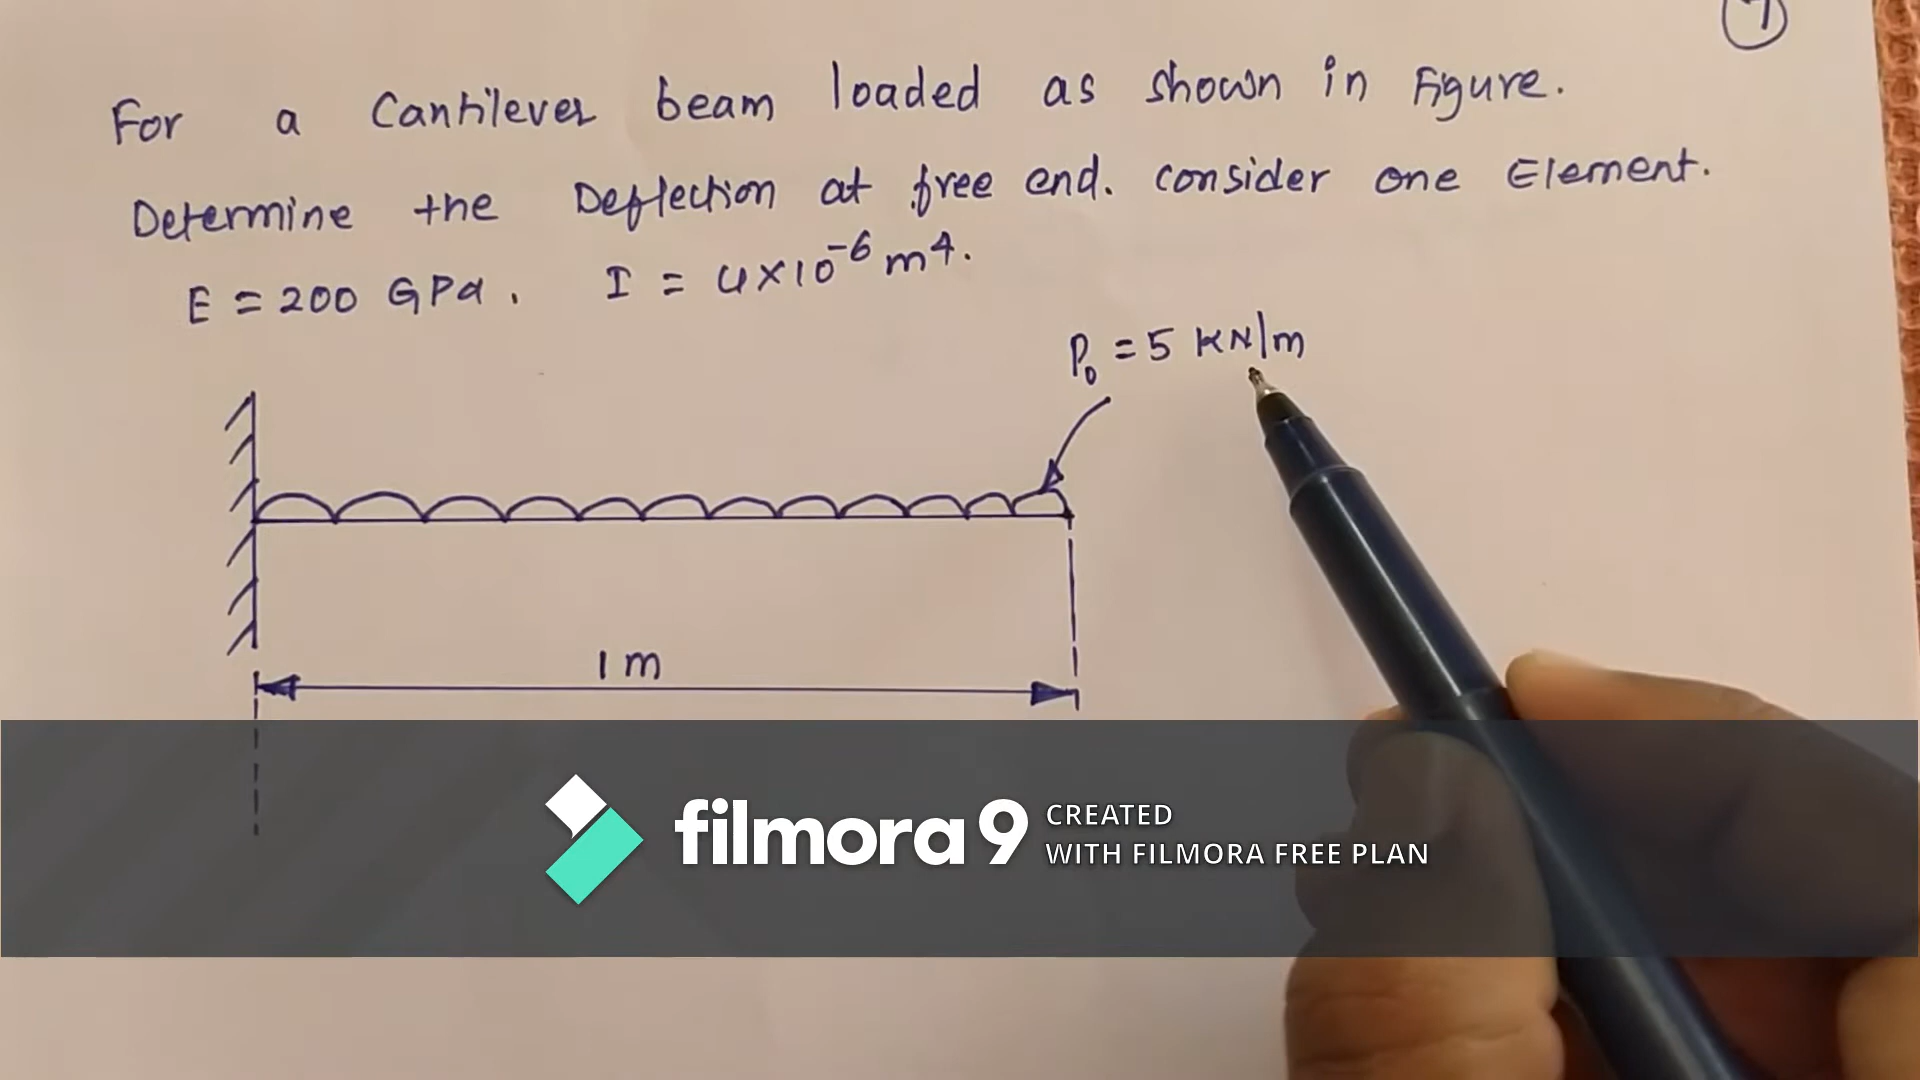 7
For a Cantilever beam loaded as shown in Figure.
Determine the Deflection at free end. consider one Element.
E = 200 GPa, I = 4×10⁻⁶ m⁴.
P₀ = 5 KN/m
1 m
filmora 9 CREATED
WITH FILMORA FREE PLAN